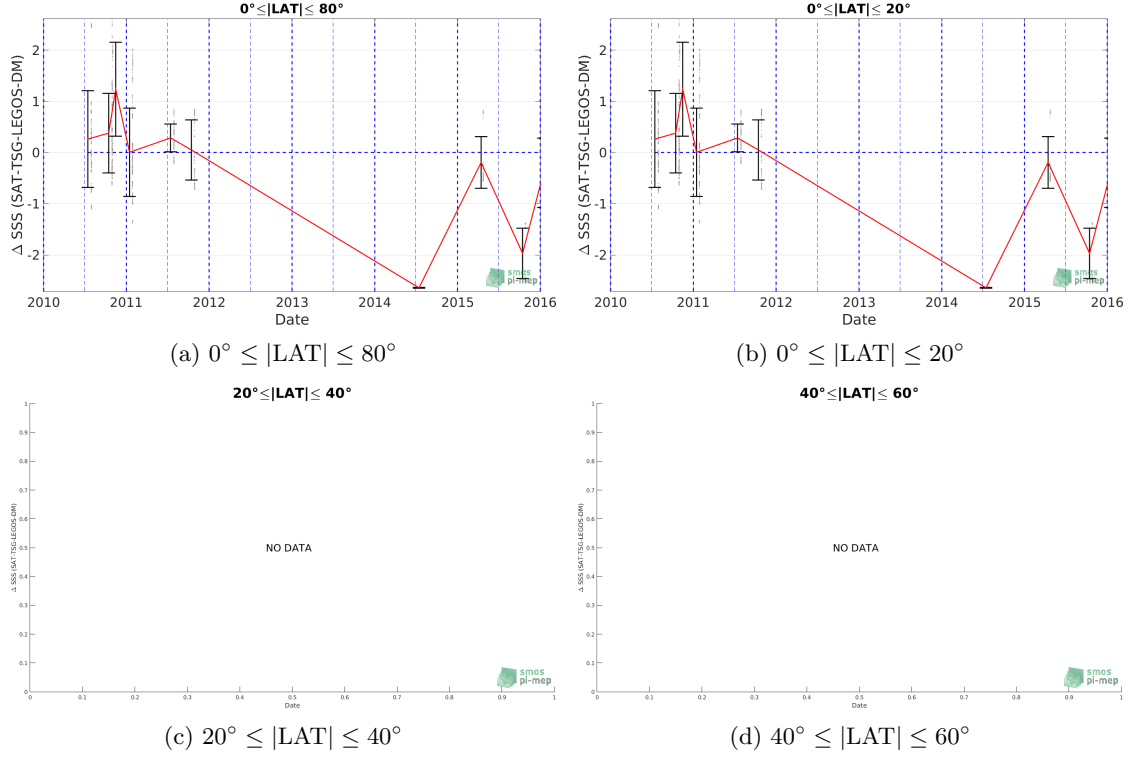 0°≤|LAT|≤ 80°
Δ SSS (SAT-TSG-LEGOS-DM)
2
1
0
-1
-2
2010 2011 2012 2013 2014 2015 2016
Date
smos
pi-mep
(a) 0° ≤ |LAT| ≤ 80°
0°≤|LAT|≤ 20°
Δ SSS (SAT-TSG-LEGOS-DM)
2
1
0
-1
-2
2010 2011 2012 2013 2014 2015 2016
Date
smos
pi-mep
(b) 0° ≤ |LAT| ≤ 20°
20°≤|LAT|≤ 40°
Δ SSS (SAT-TSG-LEGOS-DM)
1
0.9
0.8
0.7
0.6
0.5
0.4
0.3
0.2
0.1
0
NO DATA
0 0.1 0.2 0.3 0.4 0.5 0.6 0.7 0.8 0.9 1
Date
smos
pi-mep
(c) 20° ≤ |LAT| ≤ 40°
40°≤|LAT|≤ 60°
Δ SSS (SAT-TSG-LEGOS-DM)
1
0.9
0.8
0.7
0.6
0.5
0.4
0.3
0.2
0.1
0
NO DATA
0 0.1 0.2 0.3 0.4 0.5 0.6 0.7 0.8 0.9 1
Date
smos
pi-mep
(d) 40° ≤ |LAT| ≤ 60°